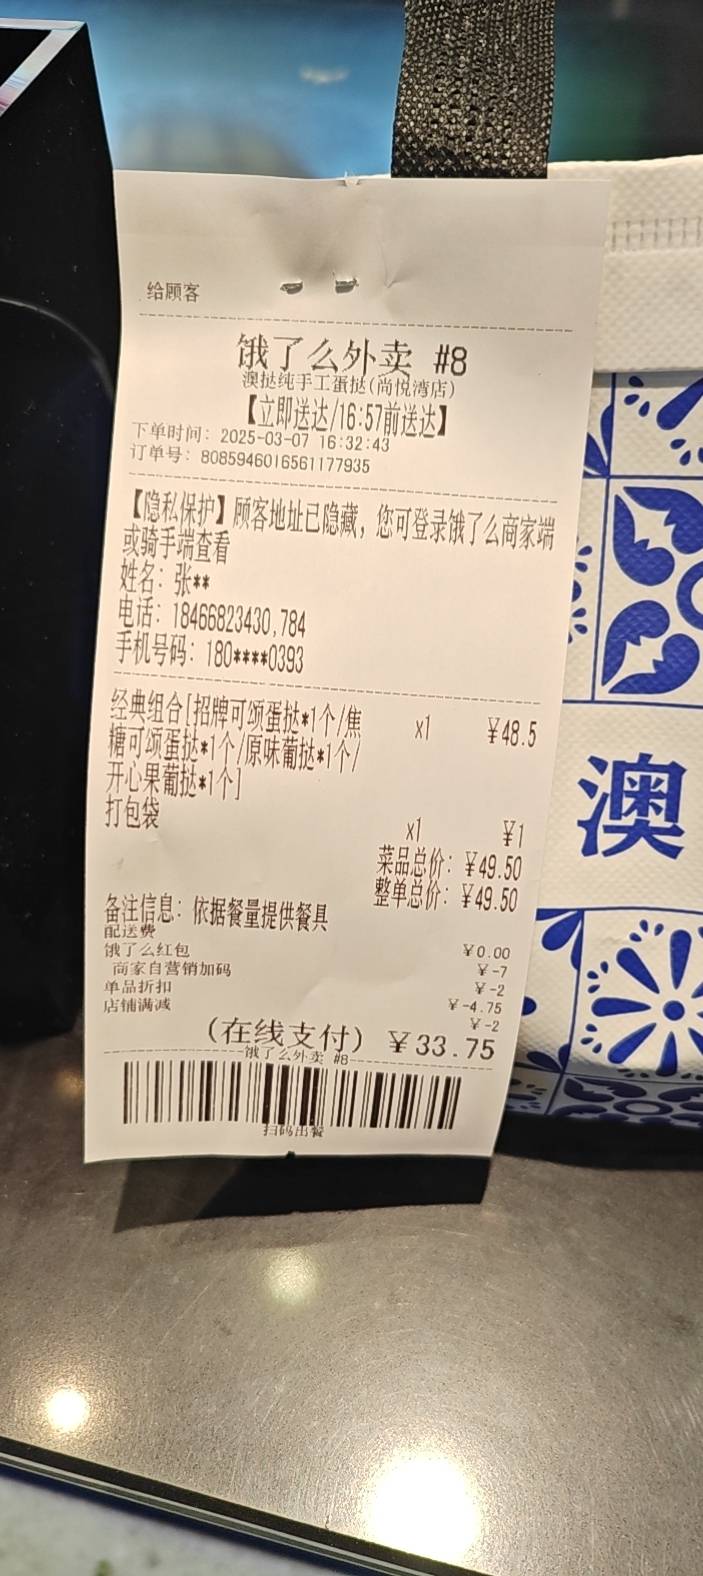 给顾客
饿了么外卖 #8
澳挞纯手工蛋挞(尚悦湾店)
【立即送达/16:57前送达】
下单时间: 2025-03-07 16:32:43
订单号: 8085946016561177935
【隐私保护】顾客地址已隐藏, 您可登录饿了么商家端
或骑手端查看
姓名: 张**
电话: 18466823430,784
手机号码: 180****0393
经典组合[招牌可颂蛋挞*1个/焦 x1 ¥48.5
糖可颂蛋挞*1个/原味葡挞*1个/
开心果葡挞*1个]
打包袋 x1 ¥1
菜品总价: ¥49.50
整单总价: ¥49.50
备注信息: 依据餐量提供餐具
配送费 ¥0.00
饿了么红包 ¥-7
商家自营销加码 ¥-2
单品折扣 ¥-4.75
店铺满减 ¥-2
(在线支付) ¥33.75
饿了么外卖 #8
扫码出餐
澳